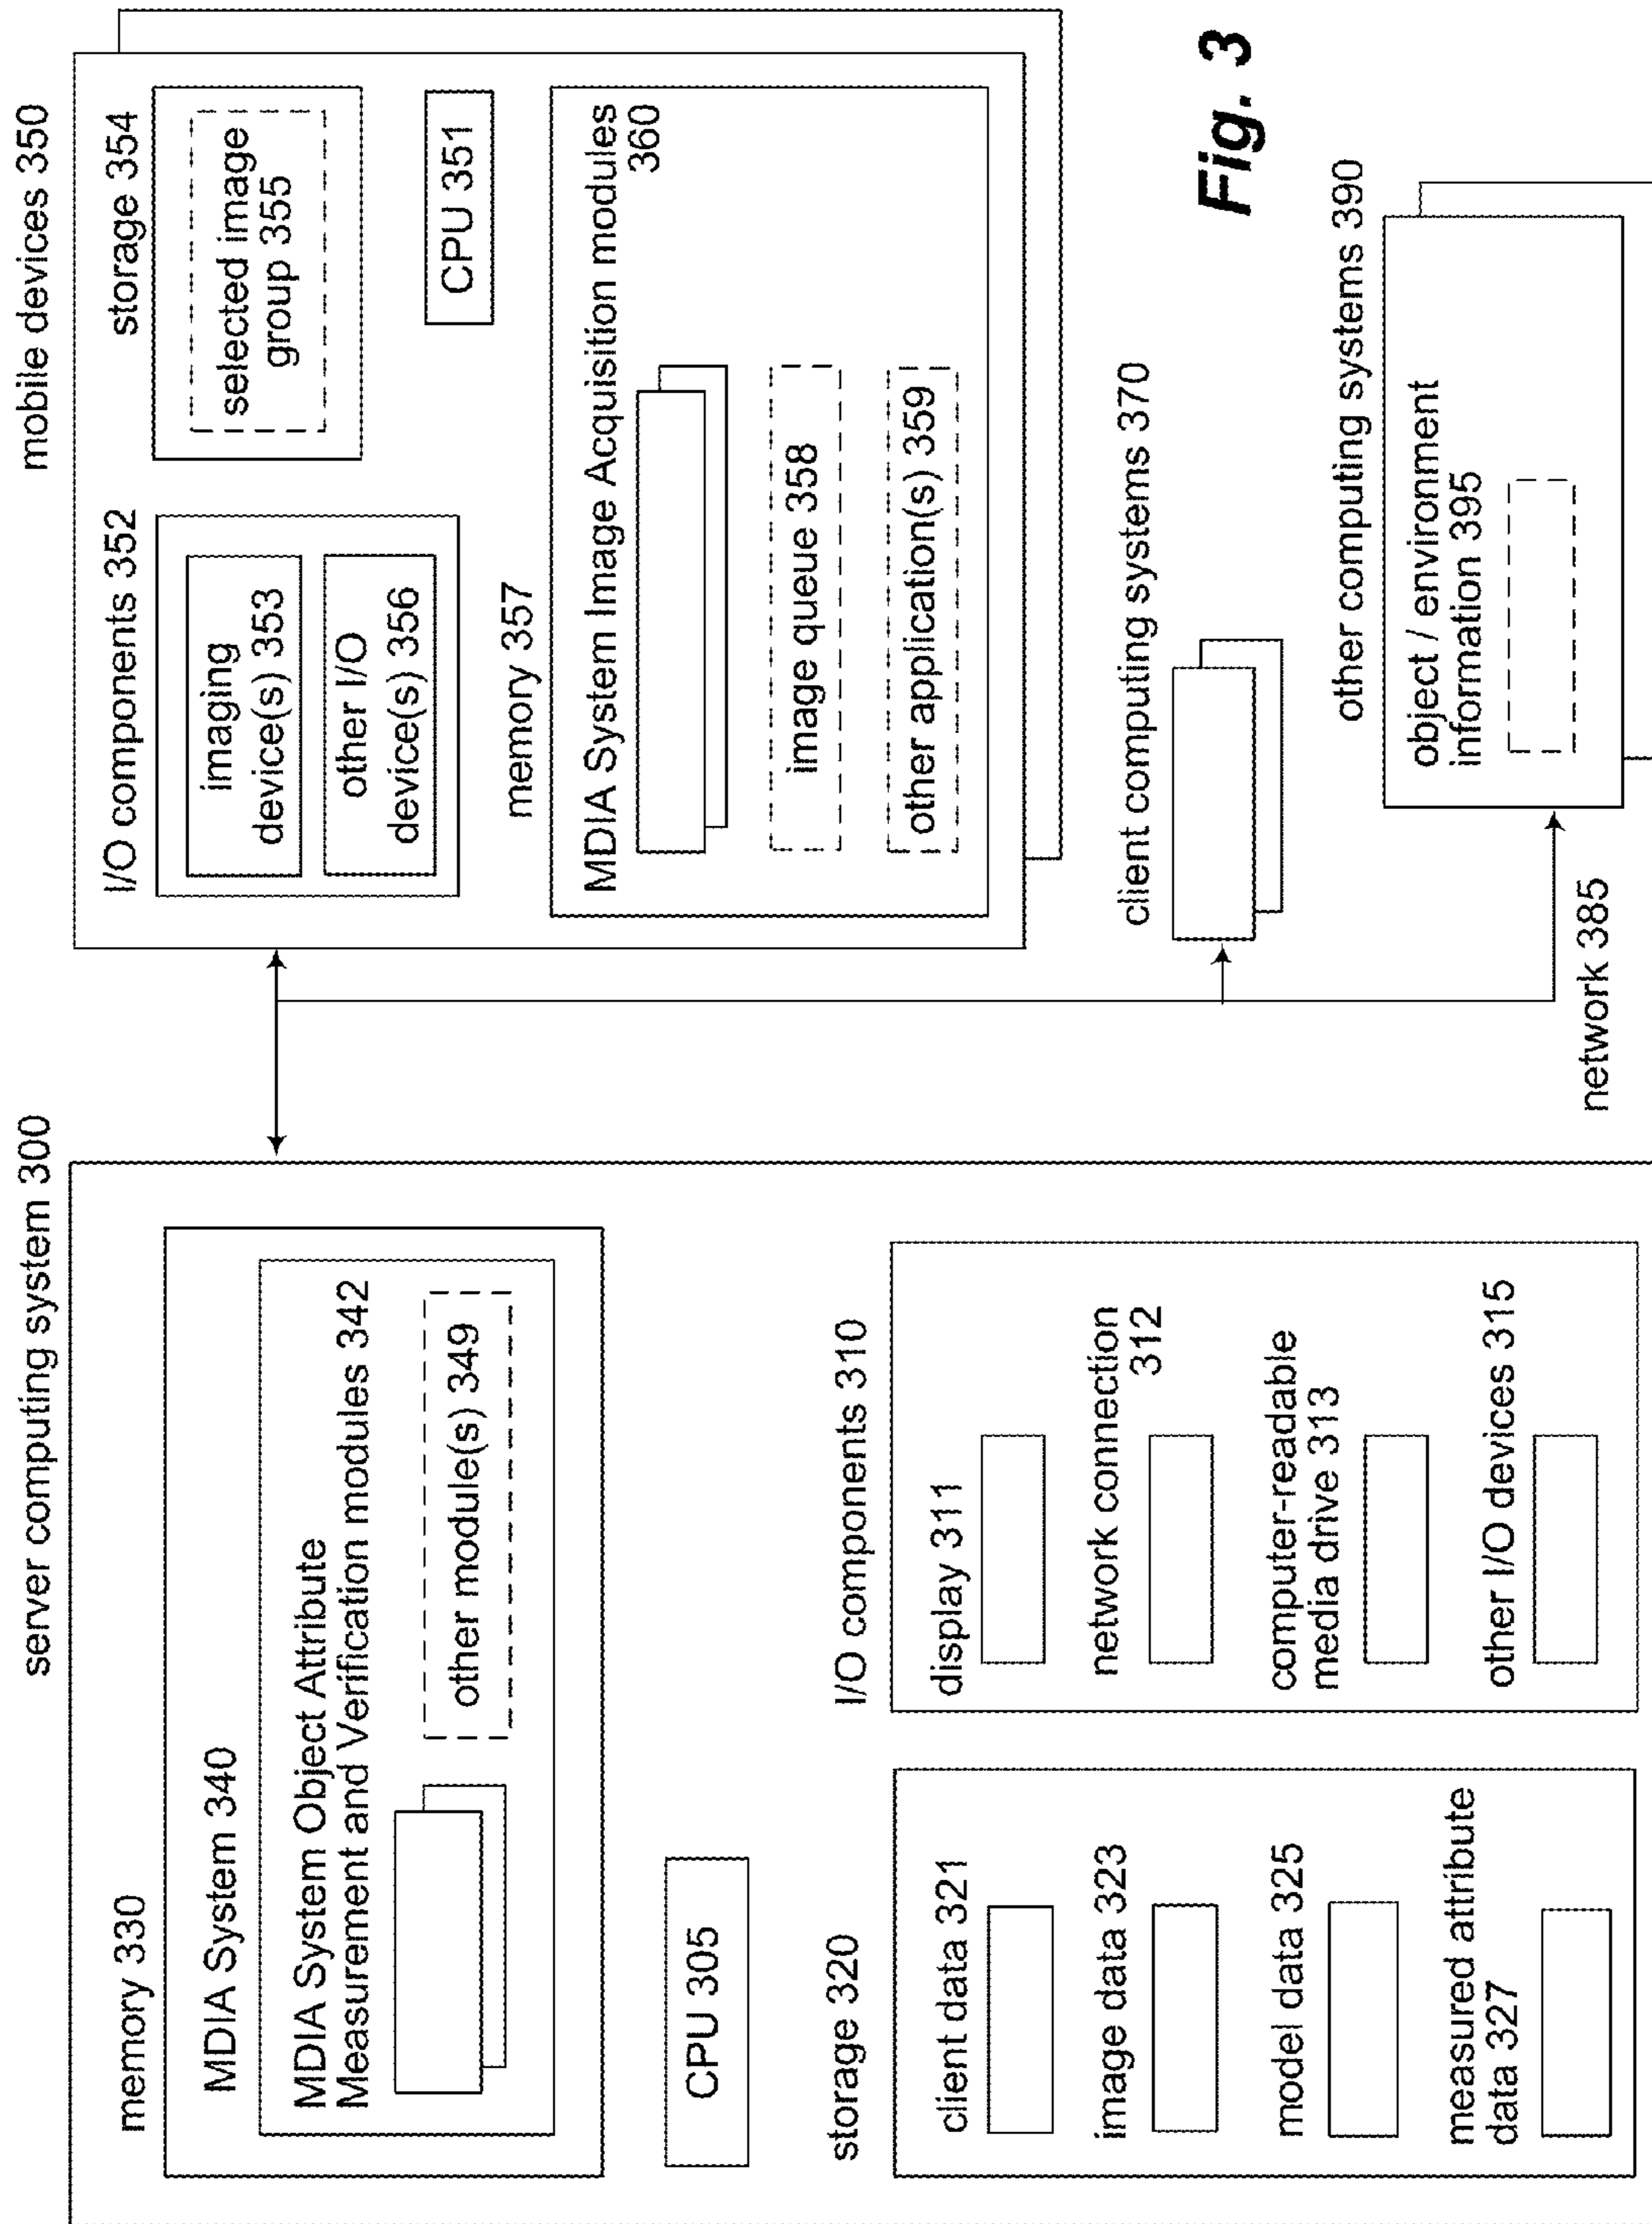 server computing system 300
memory 330
MDIA System 340
MDIA System Object Attribute
Measurement and Verification modules 342
other module(s) 349
CPU 305
storage 320
client data 321
image data 323
model data 325
measured attribute
data 327
I/O components 310
display 311
network connection
312
computer-readable
media drive 313
other I/O devices 315
mobile devices 350
I/O components 352
imaging
device(s) 353
other I/O
device(s) 356
storage 354
selected image
group 355
CPU 351
memory 357
MDIA System Image Acquisition modules
360
image queue 358
other application(s) 359
client computing systems 370
other computing systems 390
object / environment
information 395
network 385
Fig. 3